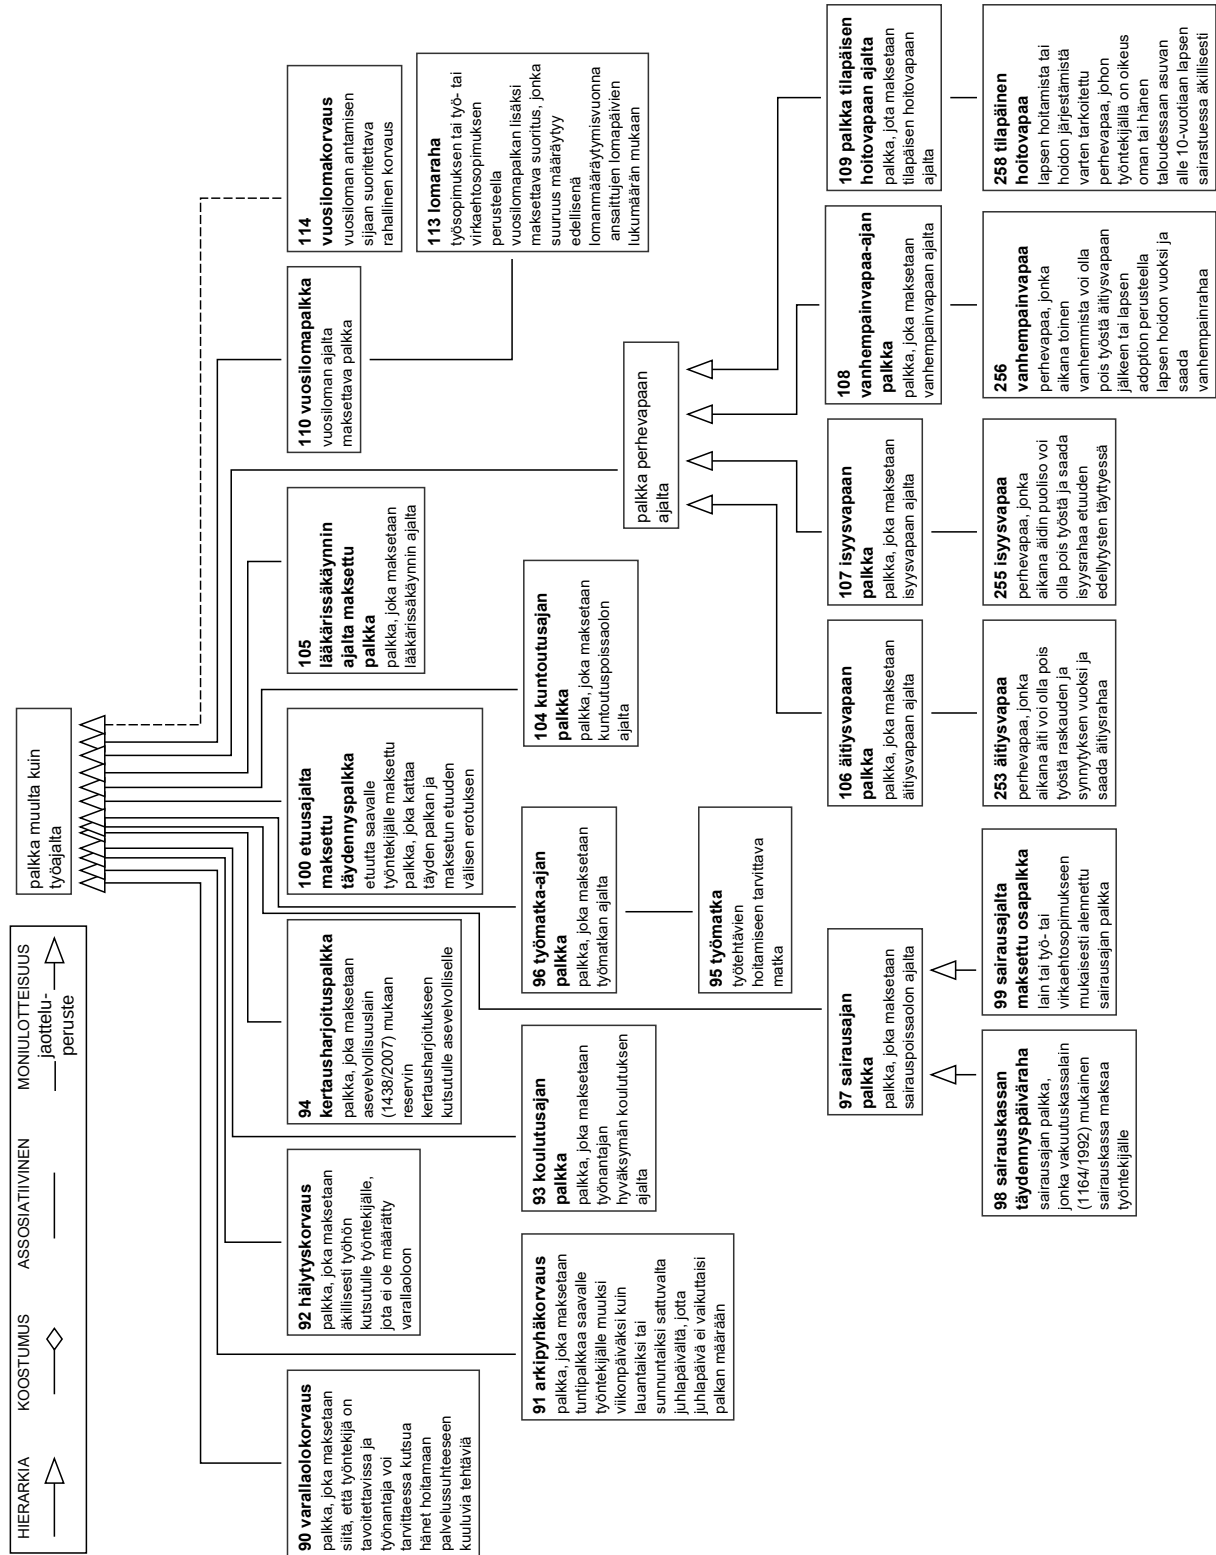 HIERARKIA
KOOSTUMUS
ASSOSIATIIVINEN
MONIULOTTEISUUS
jaottelu-
peruste
palkka muulta kuin
työajalta
90 varallaolokorvaus
palkka, joka maksetaan
siitä, että työntekijä on
tavoitettavissa ja
työnantaja voi
tarvittaessa kutsua
hänet hoitamaan
palvelussuhteeseen
kuuluvia tehtäviä
92 hälytyskorvaus
palkka, joka maksetaan
äkillisesti työhön
kutsutulle työntekijälle,
jota ei ole määrätty
varallaoloon
94
kertausharjoituspalkka
palkka, joka maksetaan
asevelvollisuuslain
(1438/2007) mukaan
reservin
kertausharjoitukseen
kutsutulle asevelvolliselle
100 etuusajalta
maksettu
täydennyspalkka
etuutta saavalle
työntekijälle maksettu
palkka, joka kattaa
täyden palkan ja
maksetun etuuden
välisen erotuksen
105
lääkärissäkäynnin
ajalta maksettu
palkka
palkka, joka maksetaan
lääkärissäkäynnin ajalta
110 vuosilomapalkka
vuosiloman ajalta
maksettava palkka
114
vuosilomakorvaus
vuosiloman antamisen
sijaan suoritettava
rahallinen korvaus
113 lomaraha
työsopimuksen tai työ- tai
virkaehtosopimuksen
perusteella
vuosilomapalkan lisäksi
maksettava suoritus, jonka
suuruus määräytyy
edellisenä
lomanmääräytymisvuonna
ansaittujen lomapäivien
lukumäärän mukaan
91 arkipyhäkorvaus
palkka, joka maksetaan
tuntipalkkaa saavalle
työntekijälle muuksi
viikonpäiväksi kuin
lauantaiksi tai
sunnuntaiksi sattuvalta
juhlapäivältä, jotta
juhlapäivä ei vaikuttaisi
palkan määrään
93 koulutusajan
palkka
palkka, joka maksetaan
työnantajan
hyväksymän koulutuksen
ajalta
96 työmatka-ajan
palkka
palkka, joka maksetaan
työmatkan ajalta
104 kuntoutusajan
palkka
palkka, joka maksetaan
kuntoutuspoissaolon
ajalta
palkka perhevapaan
ajalta
95 työmatka
työtehtävien
hoitamiseen tarvittava
matka
97 sairausajan
palkka
palkka, joka maksetaan
sairauspoissaolon ajalta
106 äitiysvapaan
palkka
palkka, joka maksetaan
äitiysvapaan ajalta
107 isyysvapaan
palkka
palkka, joka maksetaan
isyysvapaan ajalta
108
vanhempainvapaa-ajan
palkka
palkka, joka maksetaan
vanhempainvapaan ajalta
109 palkka tilapäisen
hoitovapaan ajalta
palkka, jota maksetaan
tilapäisen hoitovapaan
ajalta
98 sairauskassan
täydennyspäiväraha
sairausajan palkka,
jonka vakuutuskassalain
(1164/1992) mukainen
sairauskassa maksaa
työntekijälle
99 sairausajalta
maksettu osapalkka
lain tai työ- tai
virkaehtosopimukseen
mukaisesti alennettu
sairausajan palkka
253 äitiysvapaa
perhevapaa, jonka
aikana äiti voi olla pois
työstä raskauden ja
synnytyksen vuoksi ja
saada äitiysrahaa
255 isyysvapaa
perhevapaa, jonka
aikana äidin puoliso voi
olla pois työstä ja saada
isyysrahaa etuuden
edellytysten täyttyessä
256
vanhempainvapaa
perhevapaa, jonka
aikana toinen
vanhemmista voi olla
pois työstä äitiysvapaan
jälkeen tai lapsen
adoption perusteella
lapsen hoidon vuoksi ja
saada
vanhempainrahaa
258 tilapäinen
hoitovapaa
lapsen hoitamista tai
hoidon järjestämistä
varten tarkoitettu
perhevapaa, johon
työntekijällä on oikeus
oman tai hänen
taloudessaan asuvan
alle 10-vuotiaan lapsen
sairastuessa äkillisesti